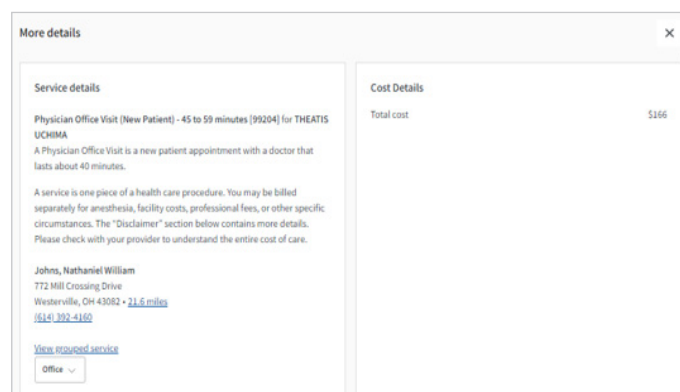 More details
×
Service details
Physician Office Visit (New Patient) - 45 to 59 minutes [99204] for THEATIS
UCHIMA
A Physician Office Visit is a new patient appointment with a doctor that
lasts about 40 minutes.
A service is one piece of a health care procedure. You may be billed
separately for anesthesia, facility costs, professional fees, or other specific
circumstances. The “Disclaimer” section below contains more details.
Please check with your provider to understand the entire cost of care.
Johns, Nathaniel William
772 Mill Crossing Drive
Westerville, OH 43082 • 21.6 miles
(614) 392-4160
View grouped service
Office
Cost Details
Total cost $166